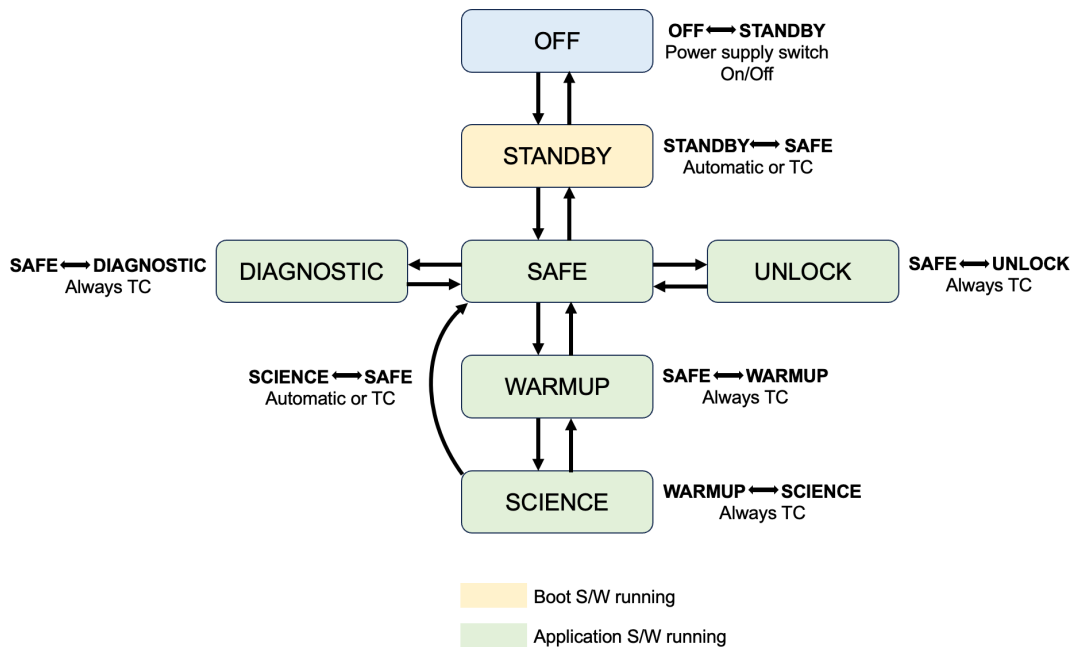 OFF
OFF⟷STANDBY
Power supply switch
On/Off
STANDBY
STANDBY⟷SAFE
Automatic or TC
SAFE⟷DIAGNOSTIC
Always TC
DIAGNOSTIC
SAFE
UNLOCK
SAFE⟷UNLOCK
Always TC
SCIENCE⟷SAFE
Automatic or TC
WARMUP
SAFE⟷WARMUP
Always TC
SCIENCE
WARMUP⟷SCIENCE
Always TC
Boot S/W running
Application S/W running